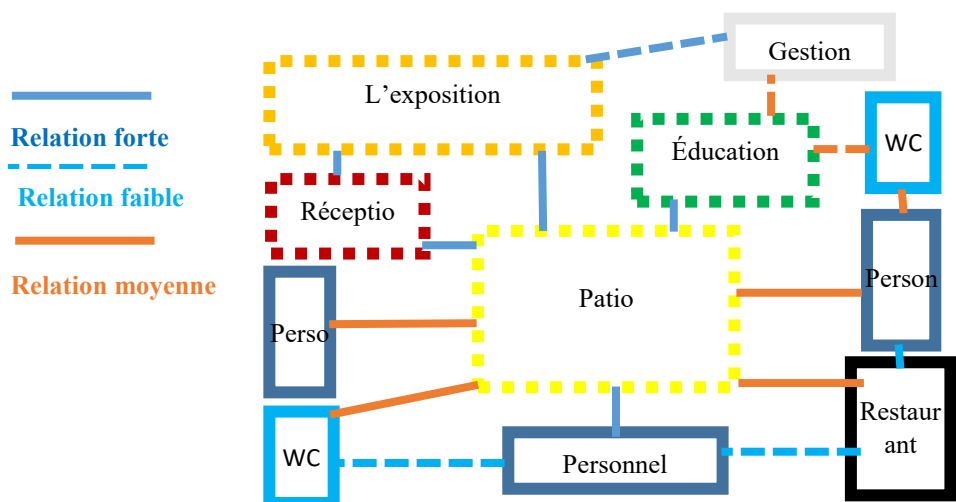 Relation forte
Relation faible
Relation moyenne
Gestion
L’exposition
Éducation
WC
Réceptio
Patio
Person
Perso
Restaur
ant
WC
Personnel